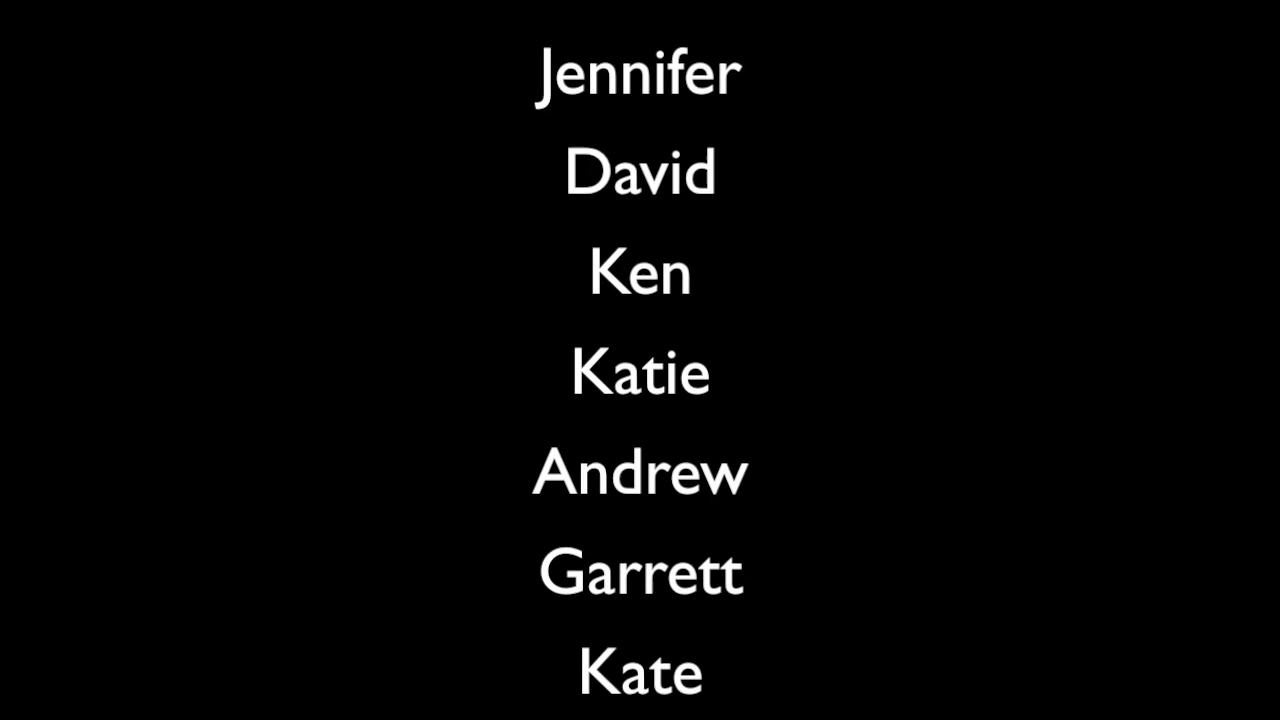 Jennifer
David
Ken
Katie
Andrew
Garrett
Kate